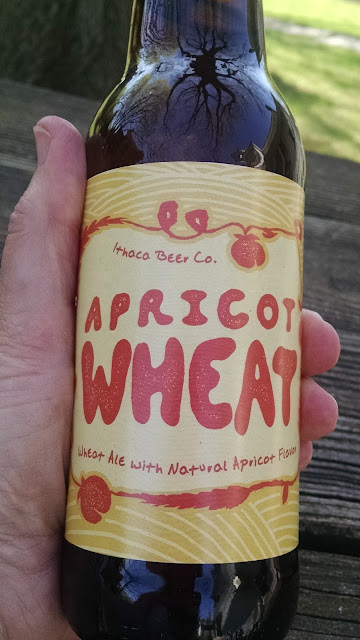 Ithaca Beer Co.
APRICOT
WHEAT
Wheat Ale with Natural Apricot Flavor